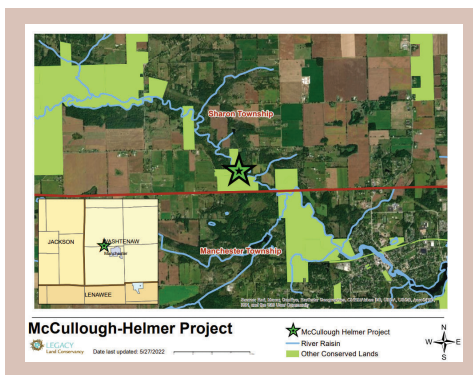 Sharon Township
Manchester Township
JACKSON
WASHTENAW
Manchester
LENAWEE
McCullough-Helmer Project
LEGACY
Land Conservancy
Date last updated: 5/27/2022
McCullough Helmer Project
River Raisin
Other Conserved Lands
N
W
E
S